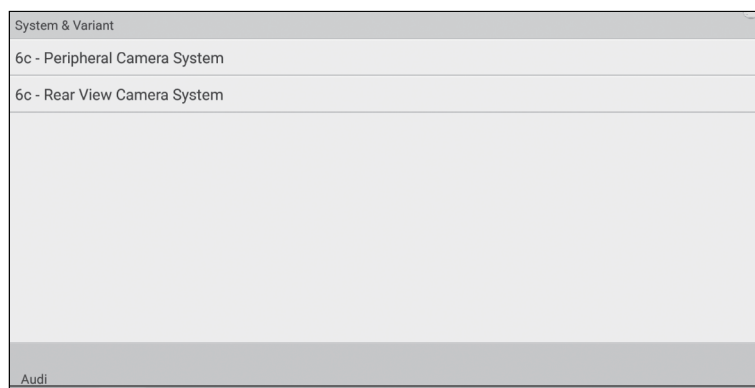 System & Variant
6c - Peripheral Camera System
6c - Rear View Camera System
Audi